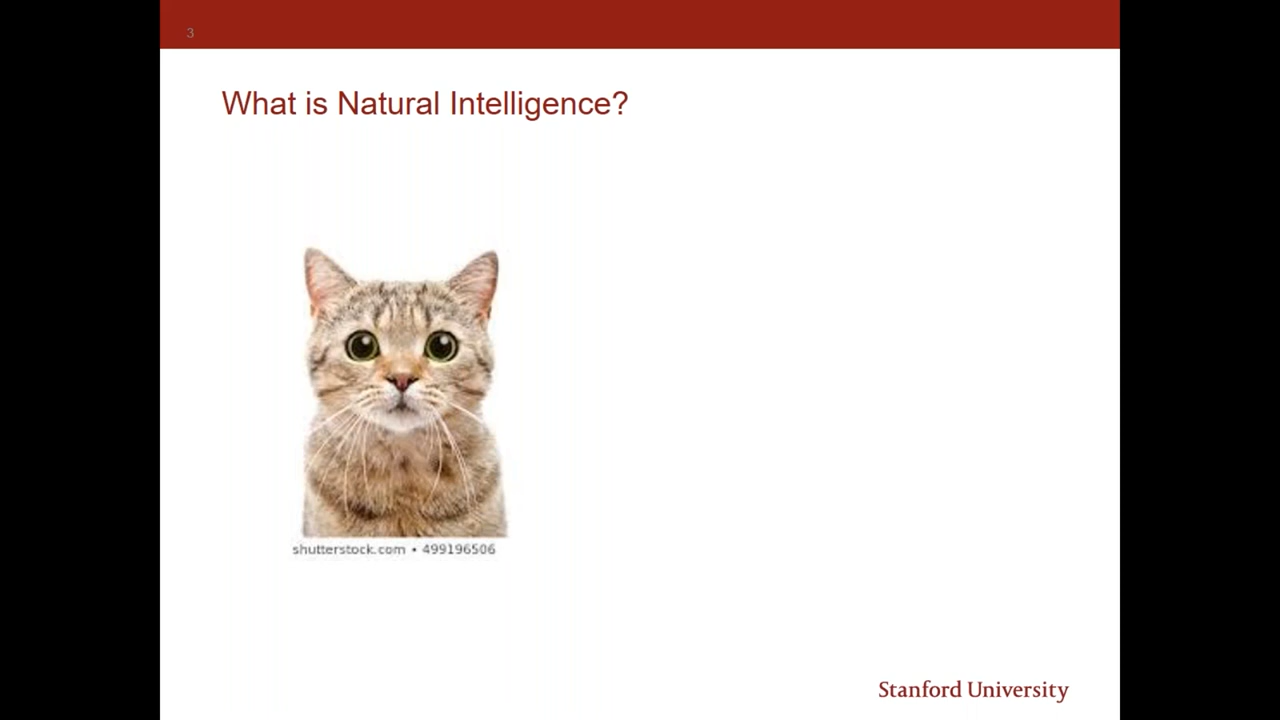 3
What is Natural Intelligence?
shutterstock.com • 499196506
Stanford University